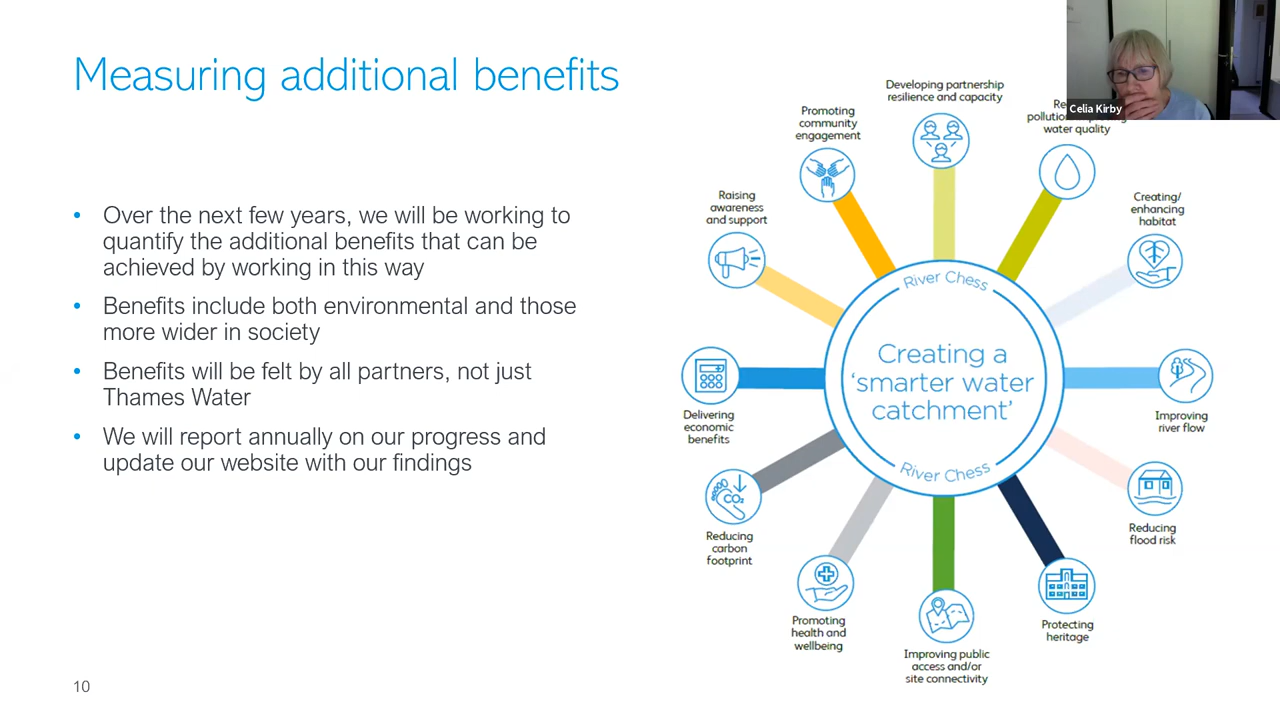 Measuring additional benefits
• Over the next few years, we will be working to
quantify the additional benefits that can be
achieved by working in this way
• Benefits include both environmental and those
more wider in society
• Benefits will be felt by all partners, not just
Thames Water
• We will report annually on our progress and
update our website with our findings
10
Celia Kirby
Developing partnership
resilience and capacity
water quality
Creating/
enhancing
habitat
Improving
river flow
Reducing
flood risk
Protecting
heritage
Improving public
access and/or
site connectivity
Promoting
health and
wellbeing
Reducing
carbon
footprint
CO₂
Delivering
economic
benefits
Raising
awareness
and support
Promoting
community
engagement
River Chess
Creating a
‘smarter water
catchment’
River Chess